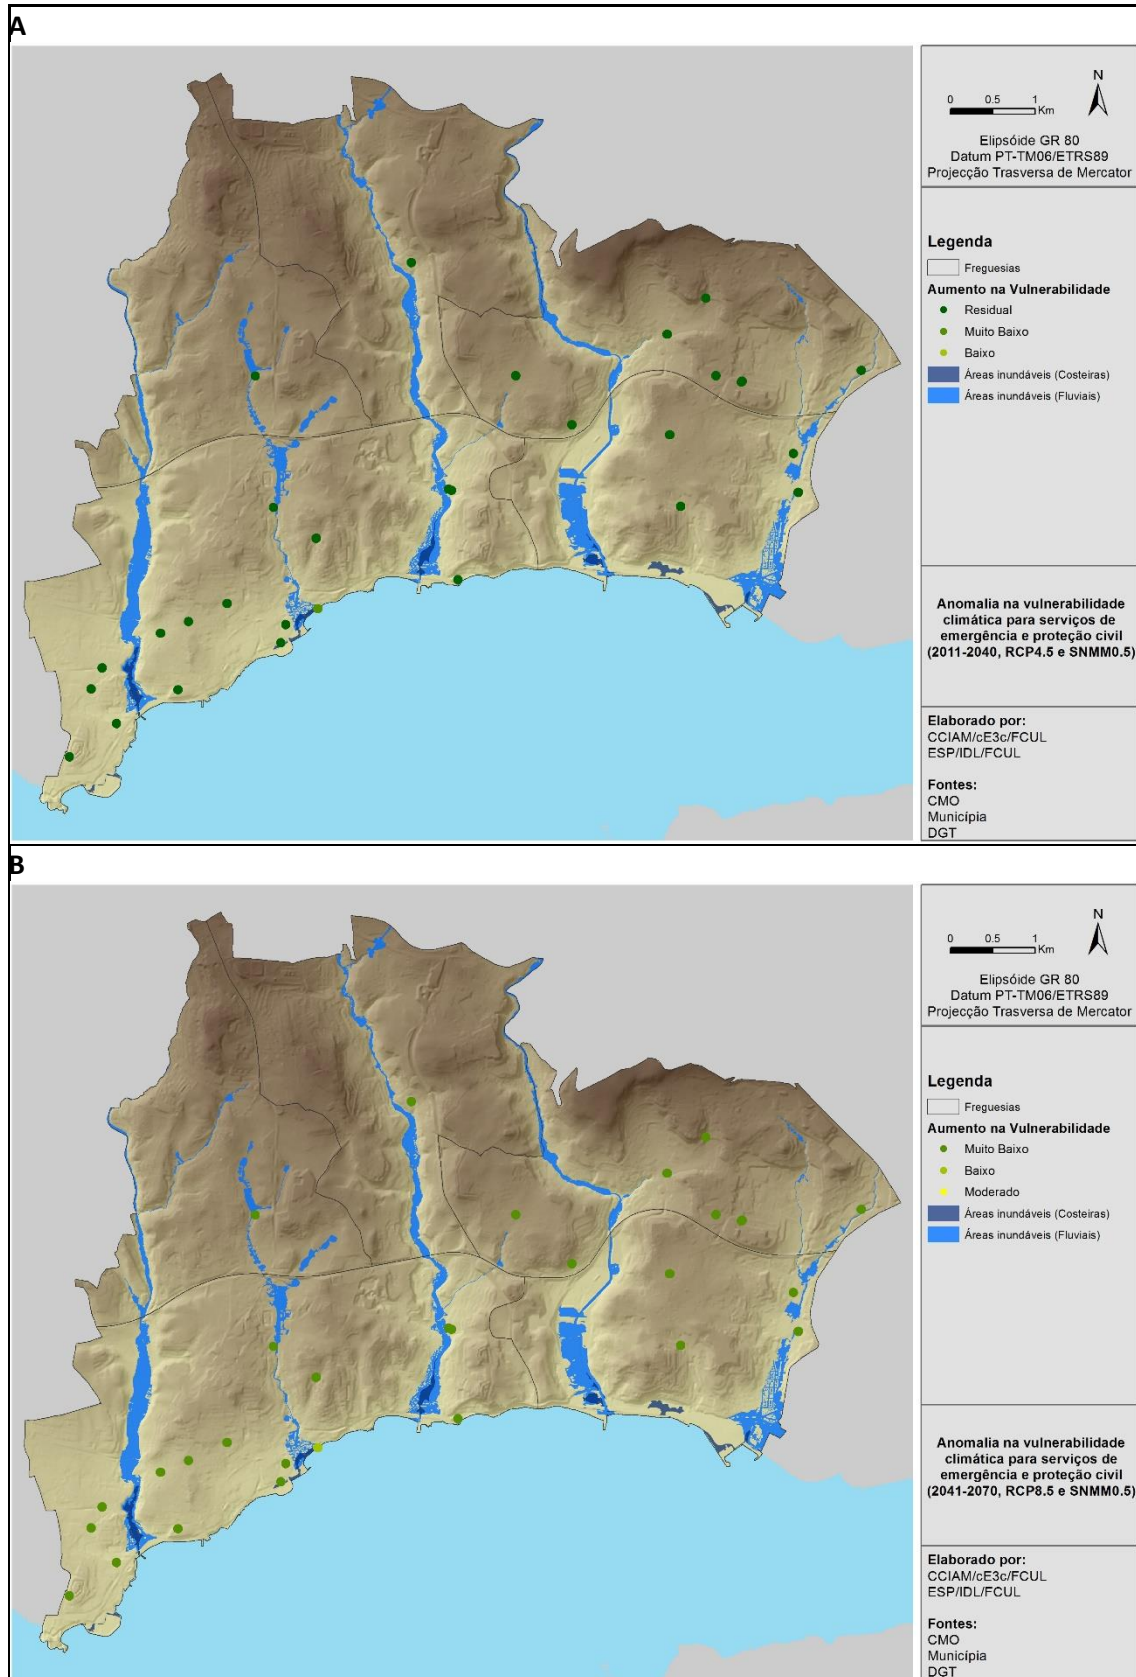 A
N
0 0.5 1
Km
Elipsóide GR 80
Datum PT-TM06/ETRS89
Projecção Trasversa de Mercator
Legenda
Freguesias
Aumento na Vulnerabilidade
Residual
Muito Baixo
Baixo
Áreas inundáveis (Costeiras)
Áreas inundáveis (Fluviais)
Anomalia na vulnerabilidade
climática para serviços de
emergência e proteção civil
(2011-2040, RCP4.5 e SNMM0.5)
Elaborado por:
CCIAM/cE3c/FCUL
ESP/IDL/FCUL
Fontes:
CMO
Municípia
DGT
B
N
0 0.5 1
Km
Elipsóide GR 80
Datum PT-TM06/ETRS89
Projecção Trasversa de Mercator
Legenda
Freguesias
Aumento na Vulnerabilidade
Muito Baixo
Baixo
Moderado
Áreas inundáveis (Costeiras)
Áreas inundáveis (Fluviais)
Anomalia na vulnerabilidade
climática para serviços de
emergência e proteção civil
(2041-2070, RCP8.5 e SNMM0.5)
Elaborado por:
CCIAM/cE3c/FCUL
ESP/IDL/FCUL
Fontes:
CMO
Municípia
DGT